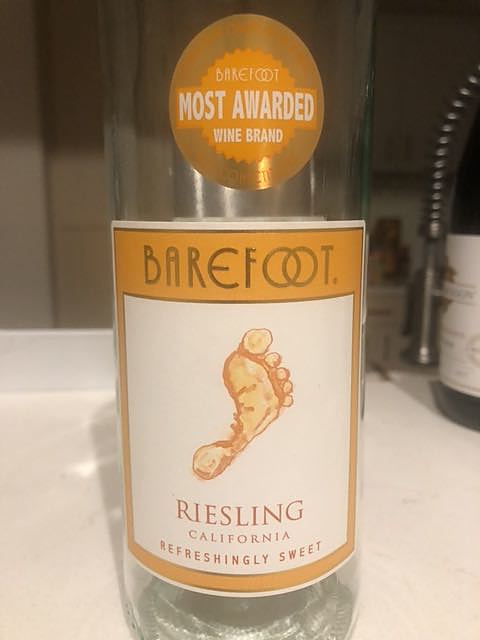 BAREFOOT
MOST AWARDED
WINE BRAND
BAREFOOT
RIESLING
CALIFORNIA
REFRESHINGLY SWEET